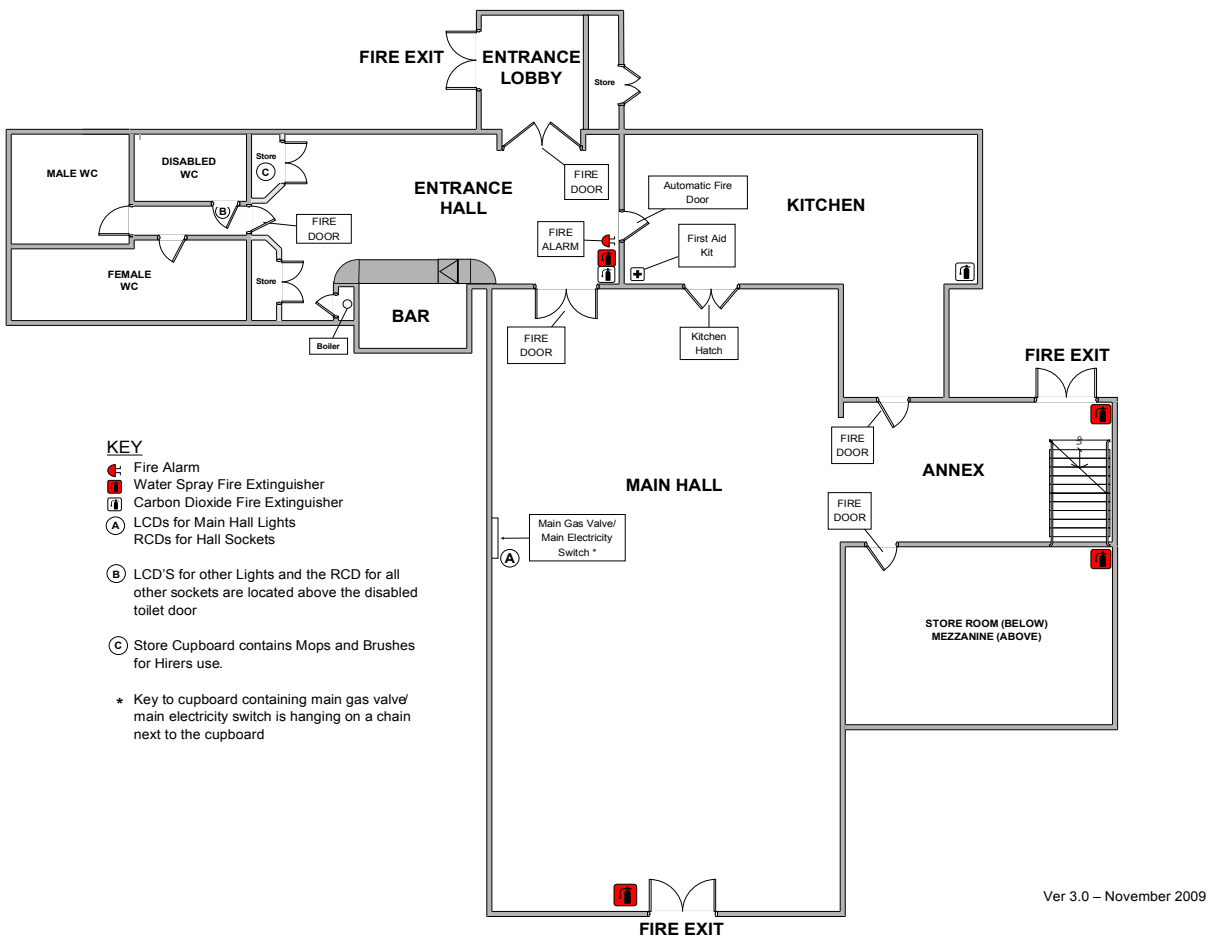 FIRE EXIT
ENTRANCE
LOBBY
Store
MALE WC
DISABLED
WC
Store
C
B
FIRE
DOOR
ENTRANCE
HALL
FIRE
DOOR
Automatic Fire
Door
KITCHEN
FIRE
ALARM
First Aid
Kit
FEMALE
WC
Store
BAR
Boiler
FIRE
DOOR
Kitchen
Hatch
FIRE EXIT
FIRE
DOOR
Up
ANNEX
MAIN HALL
FIRE
DOOR
Main Gas Valve/
Main Electricity
Switch *
A
STORE ROOM (BELOW)
MEZZANINE (ABOVE)
KEY
Fire Alarm
Water Spray Fire Extinguisher
Carbon Dioxide Fire Extinguisher
A LCDs for Main Hall Lights
RCDs for Hall Sockets
B LCD'S for other Lights and the RCD for all
other sockets are located above the disabled
toilet door
C Store Cupboard contains Mops and Brushes
for Hirers use.
* Key to cupboard containing main gas valve/
main electricity switch is hanging on a chain
next to the cupboard
Ver 3.0 – November 2009
FIRE EXIT